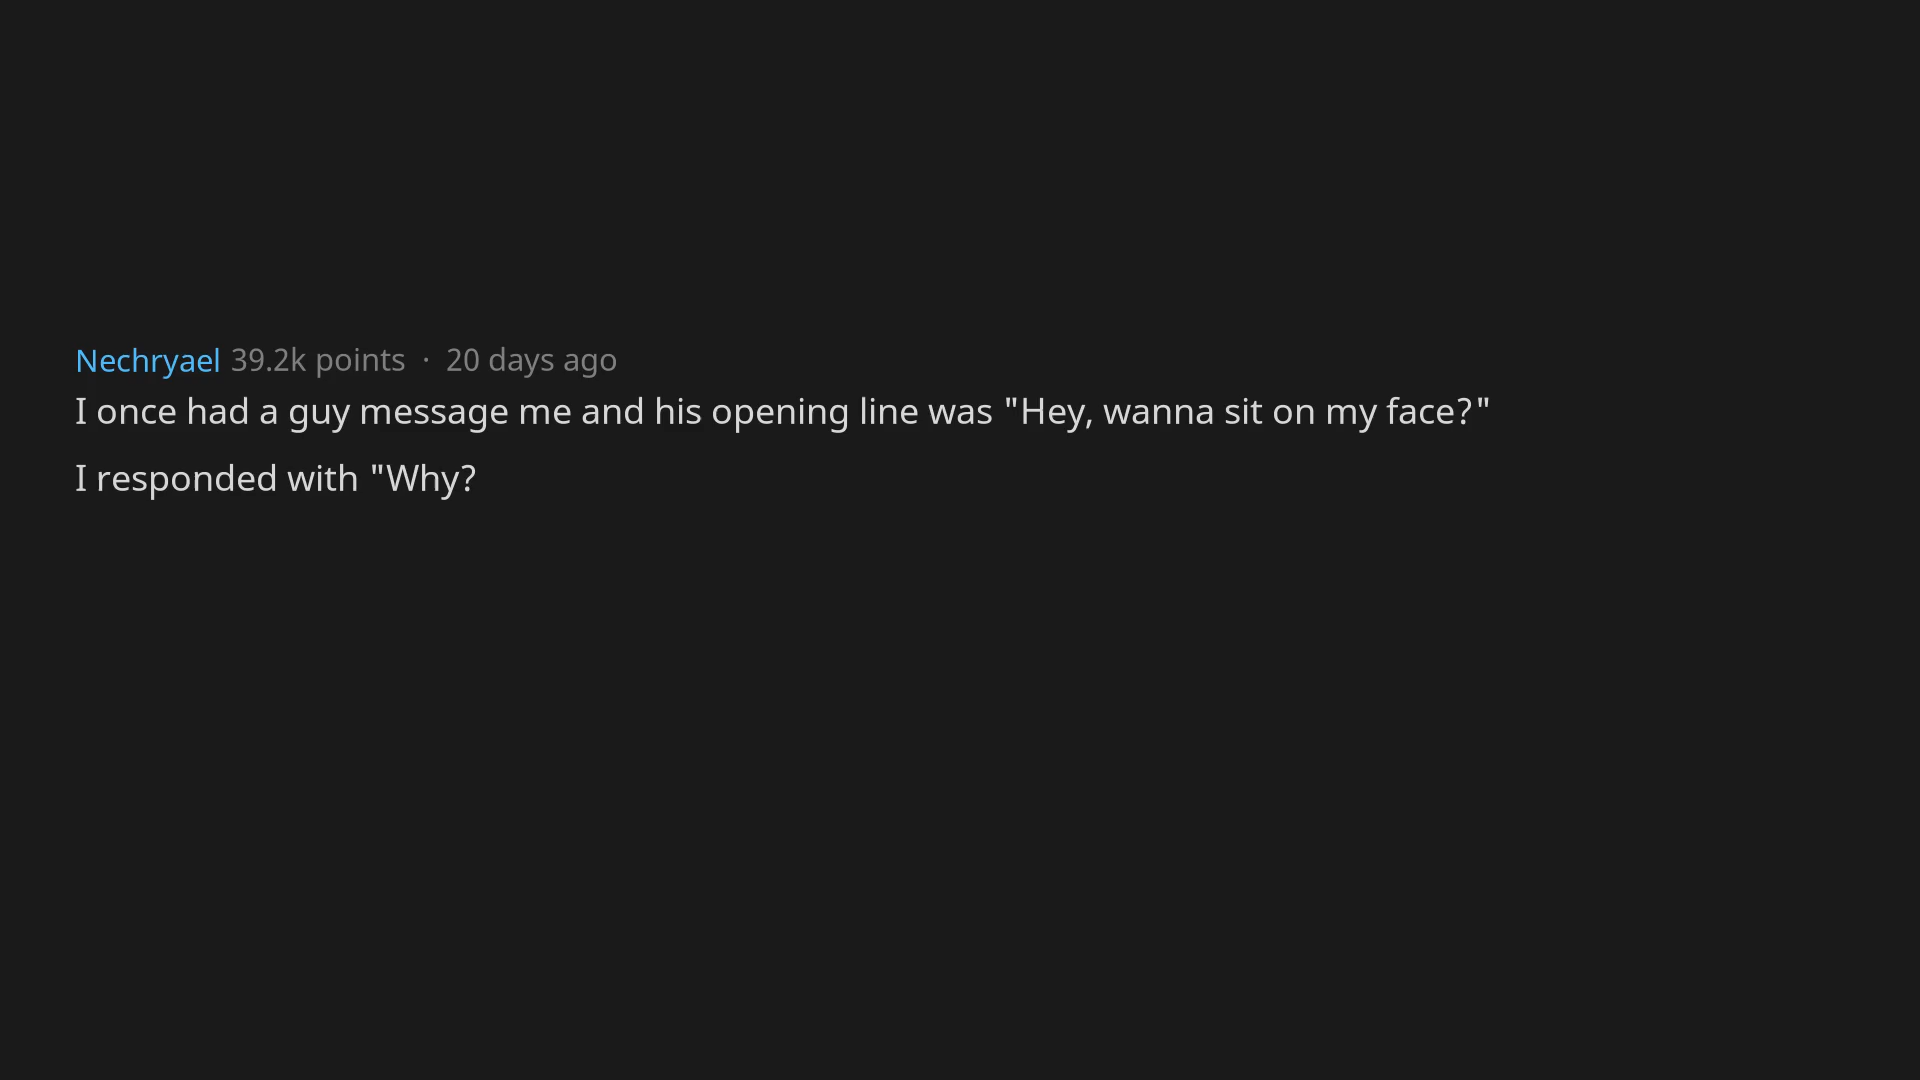 Nechryael 39.2k points · 20 days ago
I once had a guy message me and his opening line was "Hey, wanna sit on my face?"
I responded with "Why?